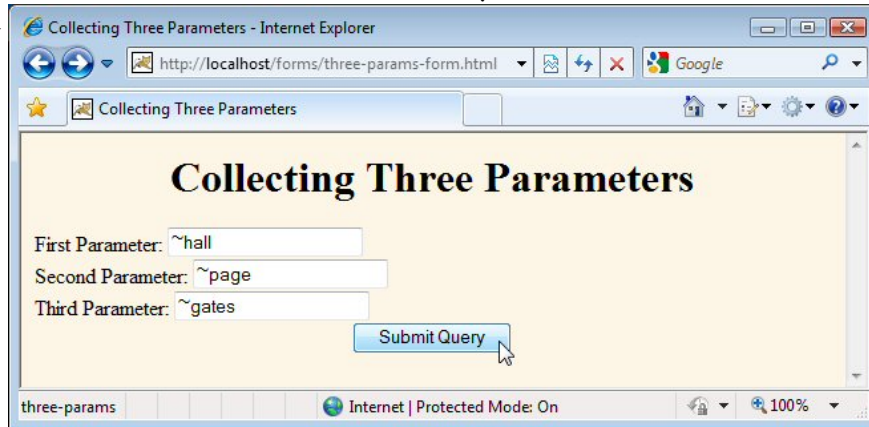 Collecting Three Parameters - Internet Explorer
http://localhost/forms/three-params-form.html
Google
Collecting Three Parameters
Collecting Three Parameters
First Parameter: ~hall
Second Parameter: ~page
Third Parameter: ~gates
Submit Query
three-params
Internet | Protected Mode: On
100%